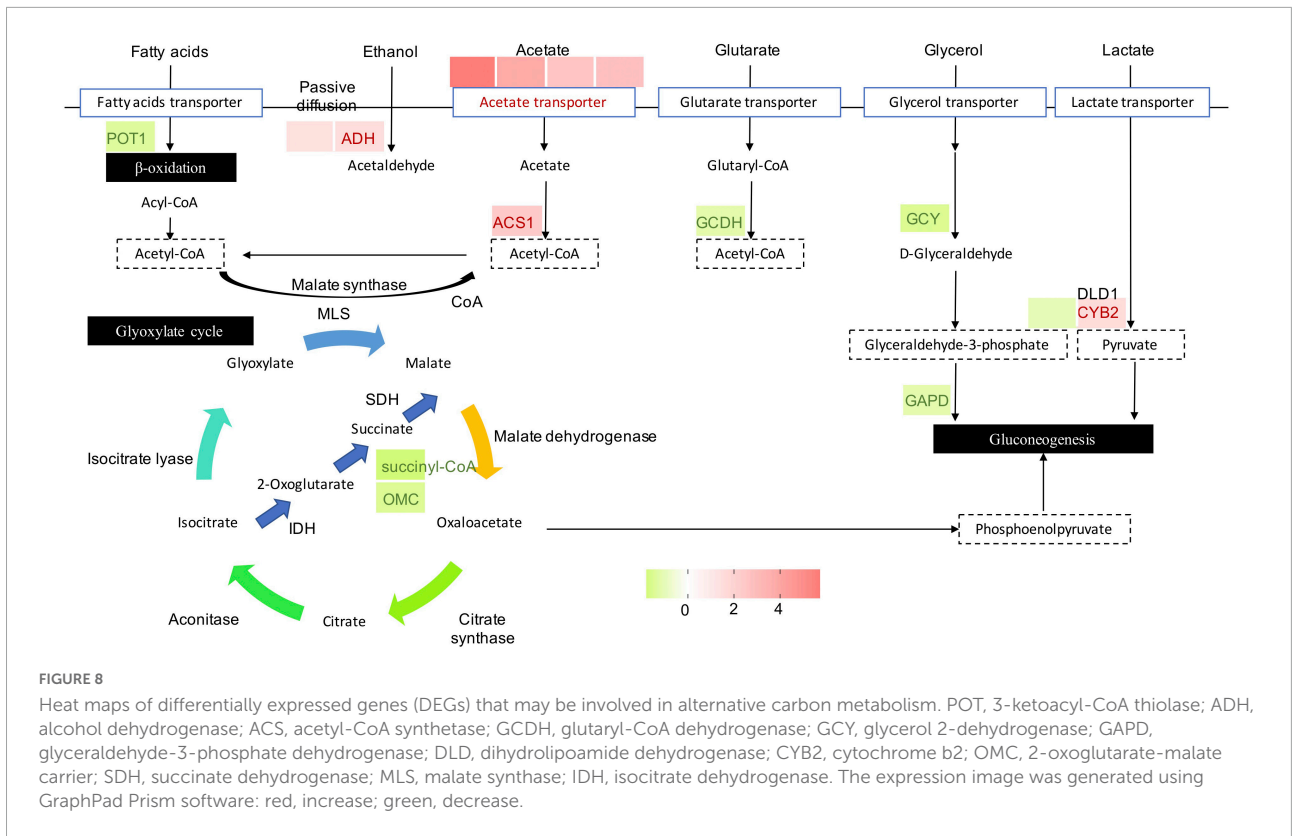 Fatty acids
Ethanol
Acetate
Glutarate
Glycerol
Lactate
Passive
diffusion
Fatty acids transporter
Acetate transporter
Glutarate transporter
Glycerol transporter
Lactate transporter
POT1
ADH
β-oxidation
Acetaldehyde
Acetate
Glutaryl-CoA
Acyl-CoA
ACS1
GCDH
GCY
Acetyl-CoA
Acetyl-CoA
Acetyl-CoA
D-Glyceraldehyde
Malate synthase
CoA
DLD1
CYB2
MLS
Glyoxylate cycle
Glyceraldehyde-3-phosphate
Pyruvate
Glyoxylate
Malate
SDH
GAPD
Succinate
Malate dehydrogenase
Gluconeogenesis
Isocitrate lyase
succinyl-CoA
2-Oxoglutarate
OMC
Isocitrate
IDH
Oxaloacetate
Phosphoenolpyruvate
0 2 4
Aconitase
Citrate
Citrate
synthase
FIGURE 8
Heat maps of differentially expressed genes (DEGs) that may be involved in alternative carbon metabolism. POT, 3-ketoacyl-CoA thiolase; ADH,
alcohol dehydrogenase; ACS, acetyl-CoA synthetase; GCDH, glutaryl-CoA dehydrogenase; GCY, glycerol 2-dehydrogenase; GAPD,
glyceraldehyde-3-phosphate dehydrogenase; DLD, dihydrolipoamide dehydrogenase; CYB2, cytochrome b2; OMC, 2-oxoglutarate-malate
carrier; SDH, succinate dehydrogenase; MLS, malate synthase; IDH, isocitrate dehydrogenase. The expression image was generated using
GraphPad Prism software: red, increase; green, decrease.